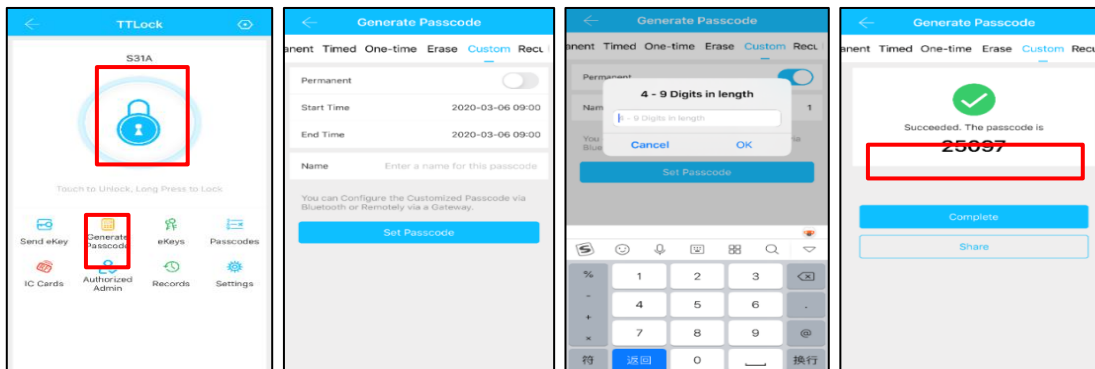 TTLock
S31A
Touch to Unlock, Long Press to Lock
Send eKey
Generate Passcode
eKeys
Passcodes
IC Cards
Authorized Admin
Records
Settings
Generate Passcode
anent Timed One-time Erase Custom Recu
Permanent
Start Time 2020-03-06 09:00
End Time 2020-03-06 09:00
Name Enter a name for this passcode
You can Configure the Customized Passcode via
Bluetooth or Remotely via a Gateway.
Set Passcode
Generate Passcode
anent Timed One-time Erase Custom Recu
Permanent
4 - 9 Digits in length
Nam 1
4 - 9 Digits in length
You via
Blue
Cancel OK
Set Passcode
% 1 2 3
- 4 5 6 .
+
7 8 9 @
×
符 返回 0 换行
Generate Passcode
anent Timed One-time Erase Custom Recu
Succeeded. The passcode is
25097
Complete
Share